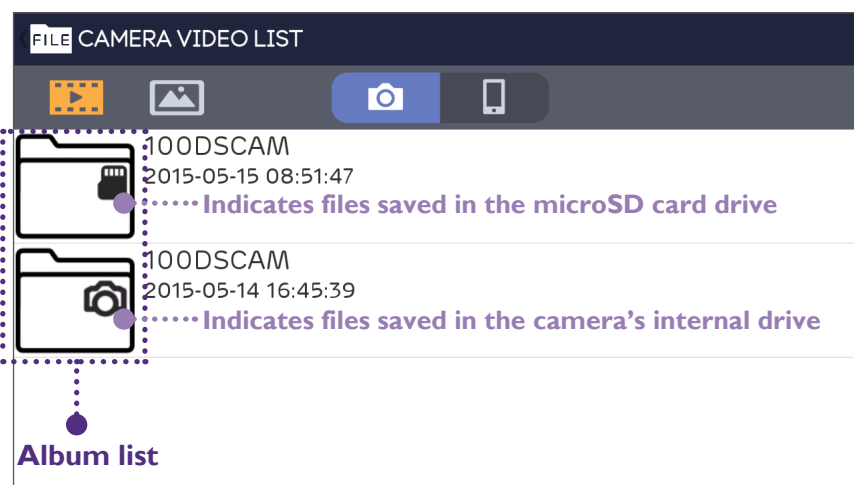 FILE CAMERA VIDEO LIST
100DSCAM
2015-05-15 08:51:47
Indicates files saved in the microSD card drive
100DSCAM
2015-05-14 16:45:39
Indicates files saved in the camera’s internal drive
Album list